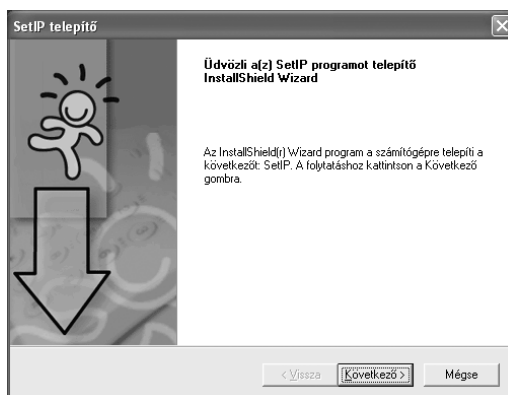 SetIP telepítő
Üdvözli a(z) SetIP programot telepítő
InstallShield Wizard
Az InstallShield(r) Wizard program a számítógépre telepíti a
következőt: SetIP. A folytatáshoz kattintson a Következő
gombra.
< Vissza
Következő >
Mégse